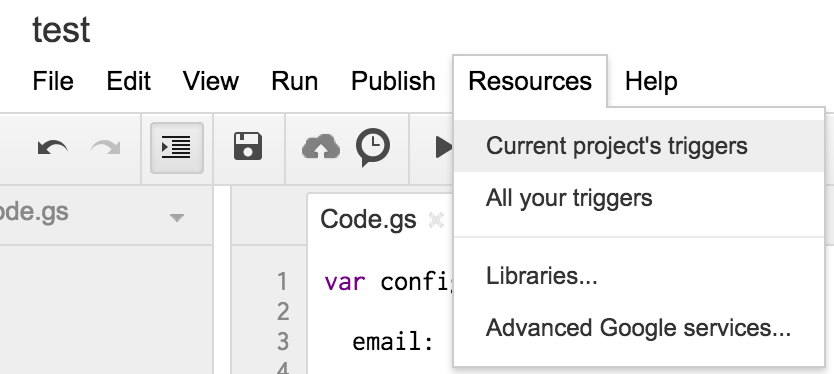 test
File Edit View Run Publish Resources Help
Current project's triggers
All your triggers
Libraries...
Advanced Google services...
ode.gs
Code.gs
1 var config
2
3 email:
4